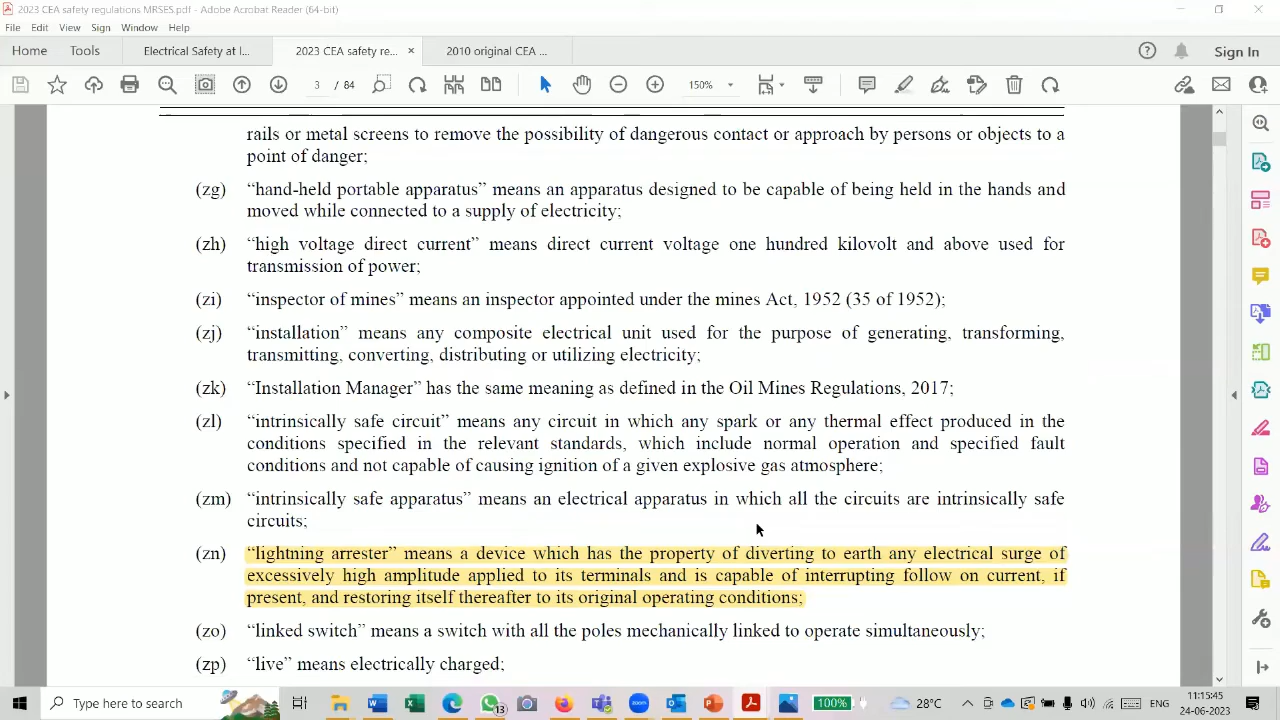 2023 CEA safety regulations MRSES.pdf - Adobe Acrobat Reader (64-bit)
File Edit View Sign Window Help
Home Tools Electrical Safety at I... 2023 CEA safety re... × 2010 original CEA ... Sign In
3 / 84 150%
rails or metal screens to remove the possibility of dangerous contact or approach by persons or objects to a
point of danger;
(zg) “hand-held portable apparatus” means an apparatus designed to be capable of being held in the hands and
moved while connected to a supply of electricity;
(zh) “high voltage direct current” means direct current voltage one hundred kilovolt and above used for
transmission of power;
(zi) “inspector of mines” means an inspector appointed under the mines Act, 1952 (35 of 1952);
(zj) “installation” means any composite electrical unit used for the purpose of generating, transforming,
transmitting, converting, distributing or utilizing electricity;
(zk) “Installation Manager” has the same meaning as defined in the Oil Mines Regulations, 2017;
(zl) “intrinsically safe circuit” means any circuit in which any spark or any thermal effect produced in the
conditions specified in the relevant standards, which include normal operation and specified fault
conditions and not capable of causing ignition of a given explosive gas atmosphere;
(zm) “intrinsically safe apparatus” means an electrical apparatus in which all the circuits are intrinsically safe
circuits;
(zn) “lightning arrester” means a device which has the property of diverting to earth any electrical surge of
excessively high amplitude applied to its terminals and is capable of interrupting follow on current, if
present, and restoring itself thereafter to its original operating conditions;
(zo) “linked switch” means a switch with all the poles mechanically linked to operate simultaneously;
(zp) “live” means electrically charged;
Type here to search 13 zoom 100% 28°C ENG 11:15:45
24-06-2023